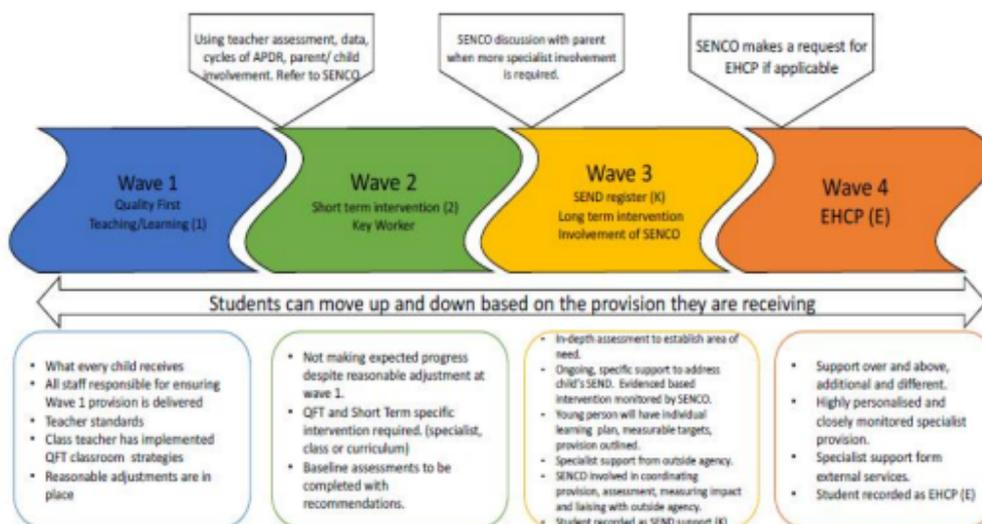 Using teacher assessment, data,
cycles of APDR, parent/ child
involvement. Refer to SENCO
SENCO discussion with parent
when more specialist involvement
is required.
SENCO makes a request for
EHCP if applicable
Wave 1
Quality First
Teaching/Learning (1)
Wave 2
Short term intervention (2)
Key Worker
Wave 3
SEND register (K)
Long term intervention
Involvement of SENCO
Wave 4
EHCP (E)
Students can move up and down based on the provision they are receiving
• What every child receives
• All staff responsible for ensuring
Wave 1 provision is delivered
• Teacher standards
• Class teacher has implemented
QFT classroom strategies
• Reasonable adjustments are in
place
• Not making expected progress
despite reasonable adjustment at
wave 1.
• QFT and Short Term specific
intervention required. (specialist,
class or curriculum)
• Baseline assessments to be
completed with
recommendations.
• In-depth assessment to establish area of
need.
• Ongoing, specific support to address
child's SEND. Evidenced based
intervention monitored by SENCO.
• Young person will have individual
learning plan, measurable targets,
provision outlined.
• Specialist support from outside agency.
• SENCO involved in coordinating
provision, assessment, measuring impact
and liaising with outside agency.
• Student recorded as SEND support (K)
• Support over and above,
additional and different.
• Highly personalised and
closely monitored specialist
provision.
• Specialist support form
external services.
• Student recorded as EHCP (E)